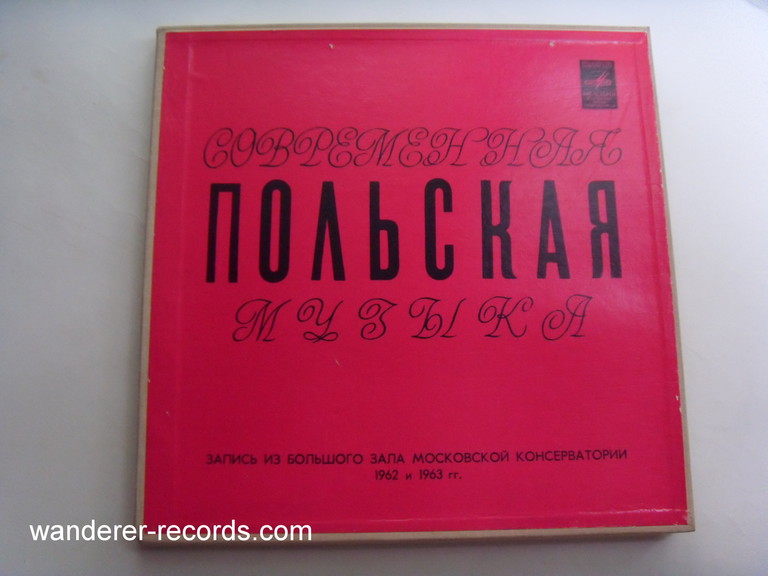 СОВРЕМЕННАЯ
ПОЛЬСКАЯ
МУЗЫКА
ЗАПИСЬ ИЗ БОЛЬШОГО ЗАЛА МОСКОВСКОЙ КОНСЕРВАТОРИИ
1962 и 1963 гг.
wanderer-records.com